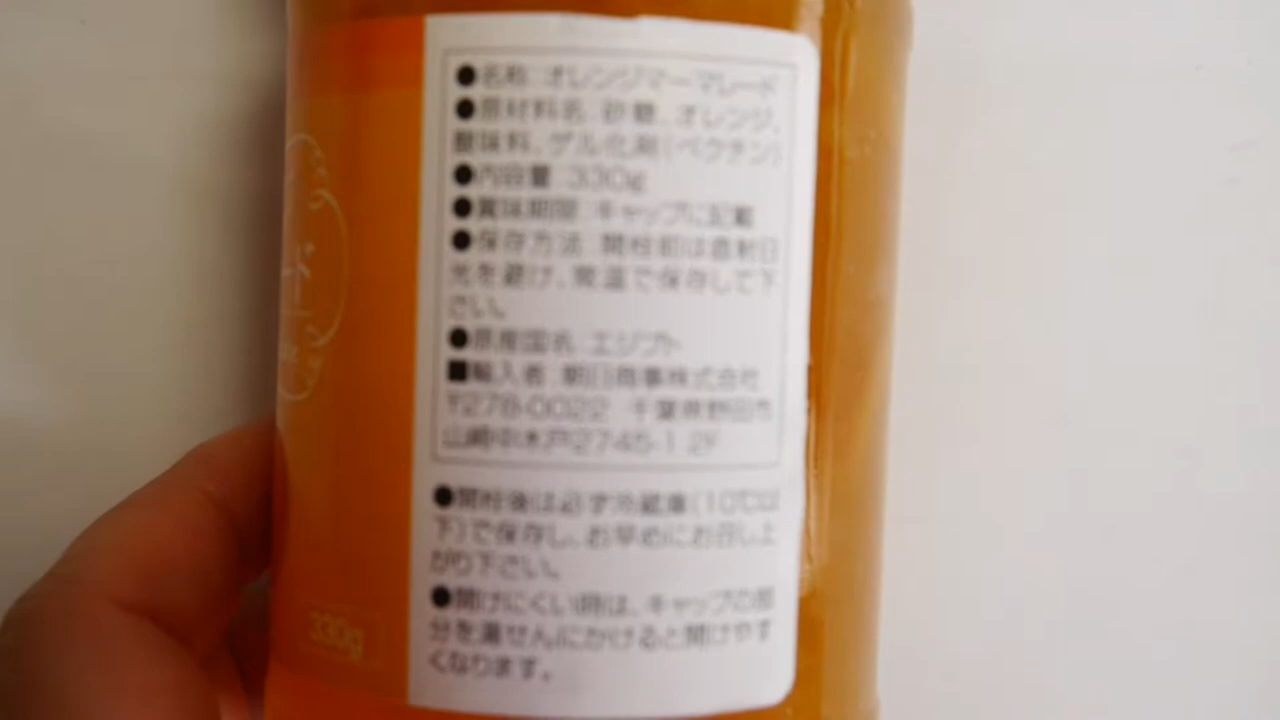 ●名称:オレンジマーマレード
●原材料名:砂糖、オレンジ、
酸味料、ゲル化剤(ペクチン)
●内容量:330g
●賞味期限:キャップに記載
●保存方法:開栓前は直射日
光を避け、常温で保存して下
さい。
●原産国名:エジプト
■輸入者:朝日商事株式会社
〒278-0022 千葉県野田市
山崎中木戸2745-1 2F
●開栓後は必ず冷蔵庫(10℃以
下)で保存し、お早めにお召し上
がり下さい。
●開けにくい時は、キャップの部
分を湯せんにかけると開けやす
くなります。
330g